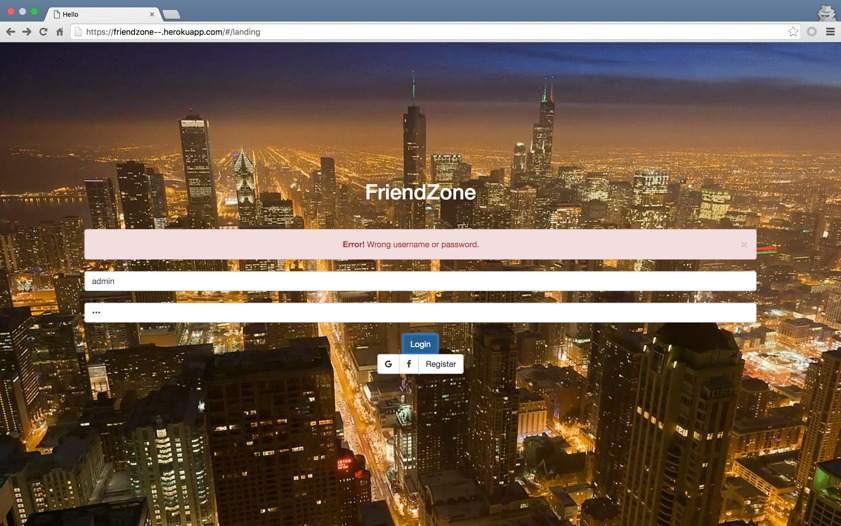 Hello
https://friendzone--.herokuapp.com/#/landing
FriendZone
Error! Wrong username or password.
×
admin
•••
Login
G f Register